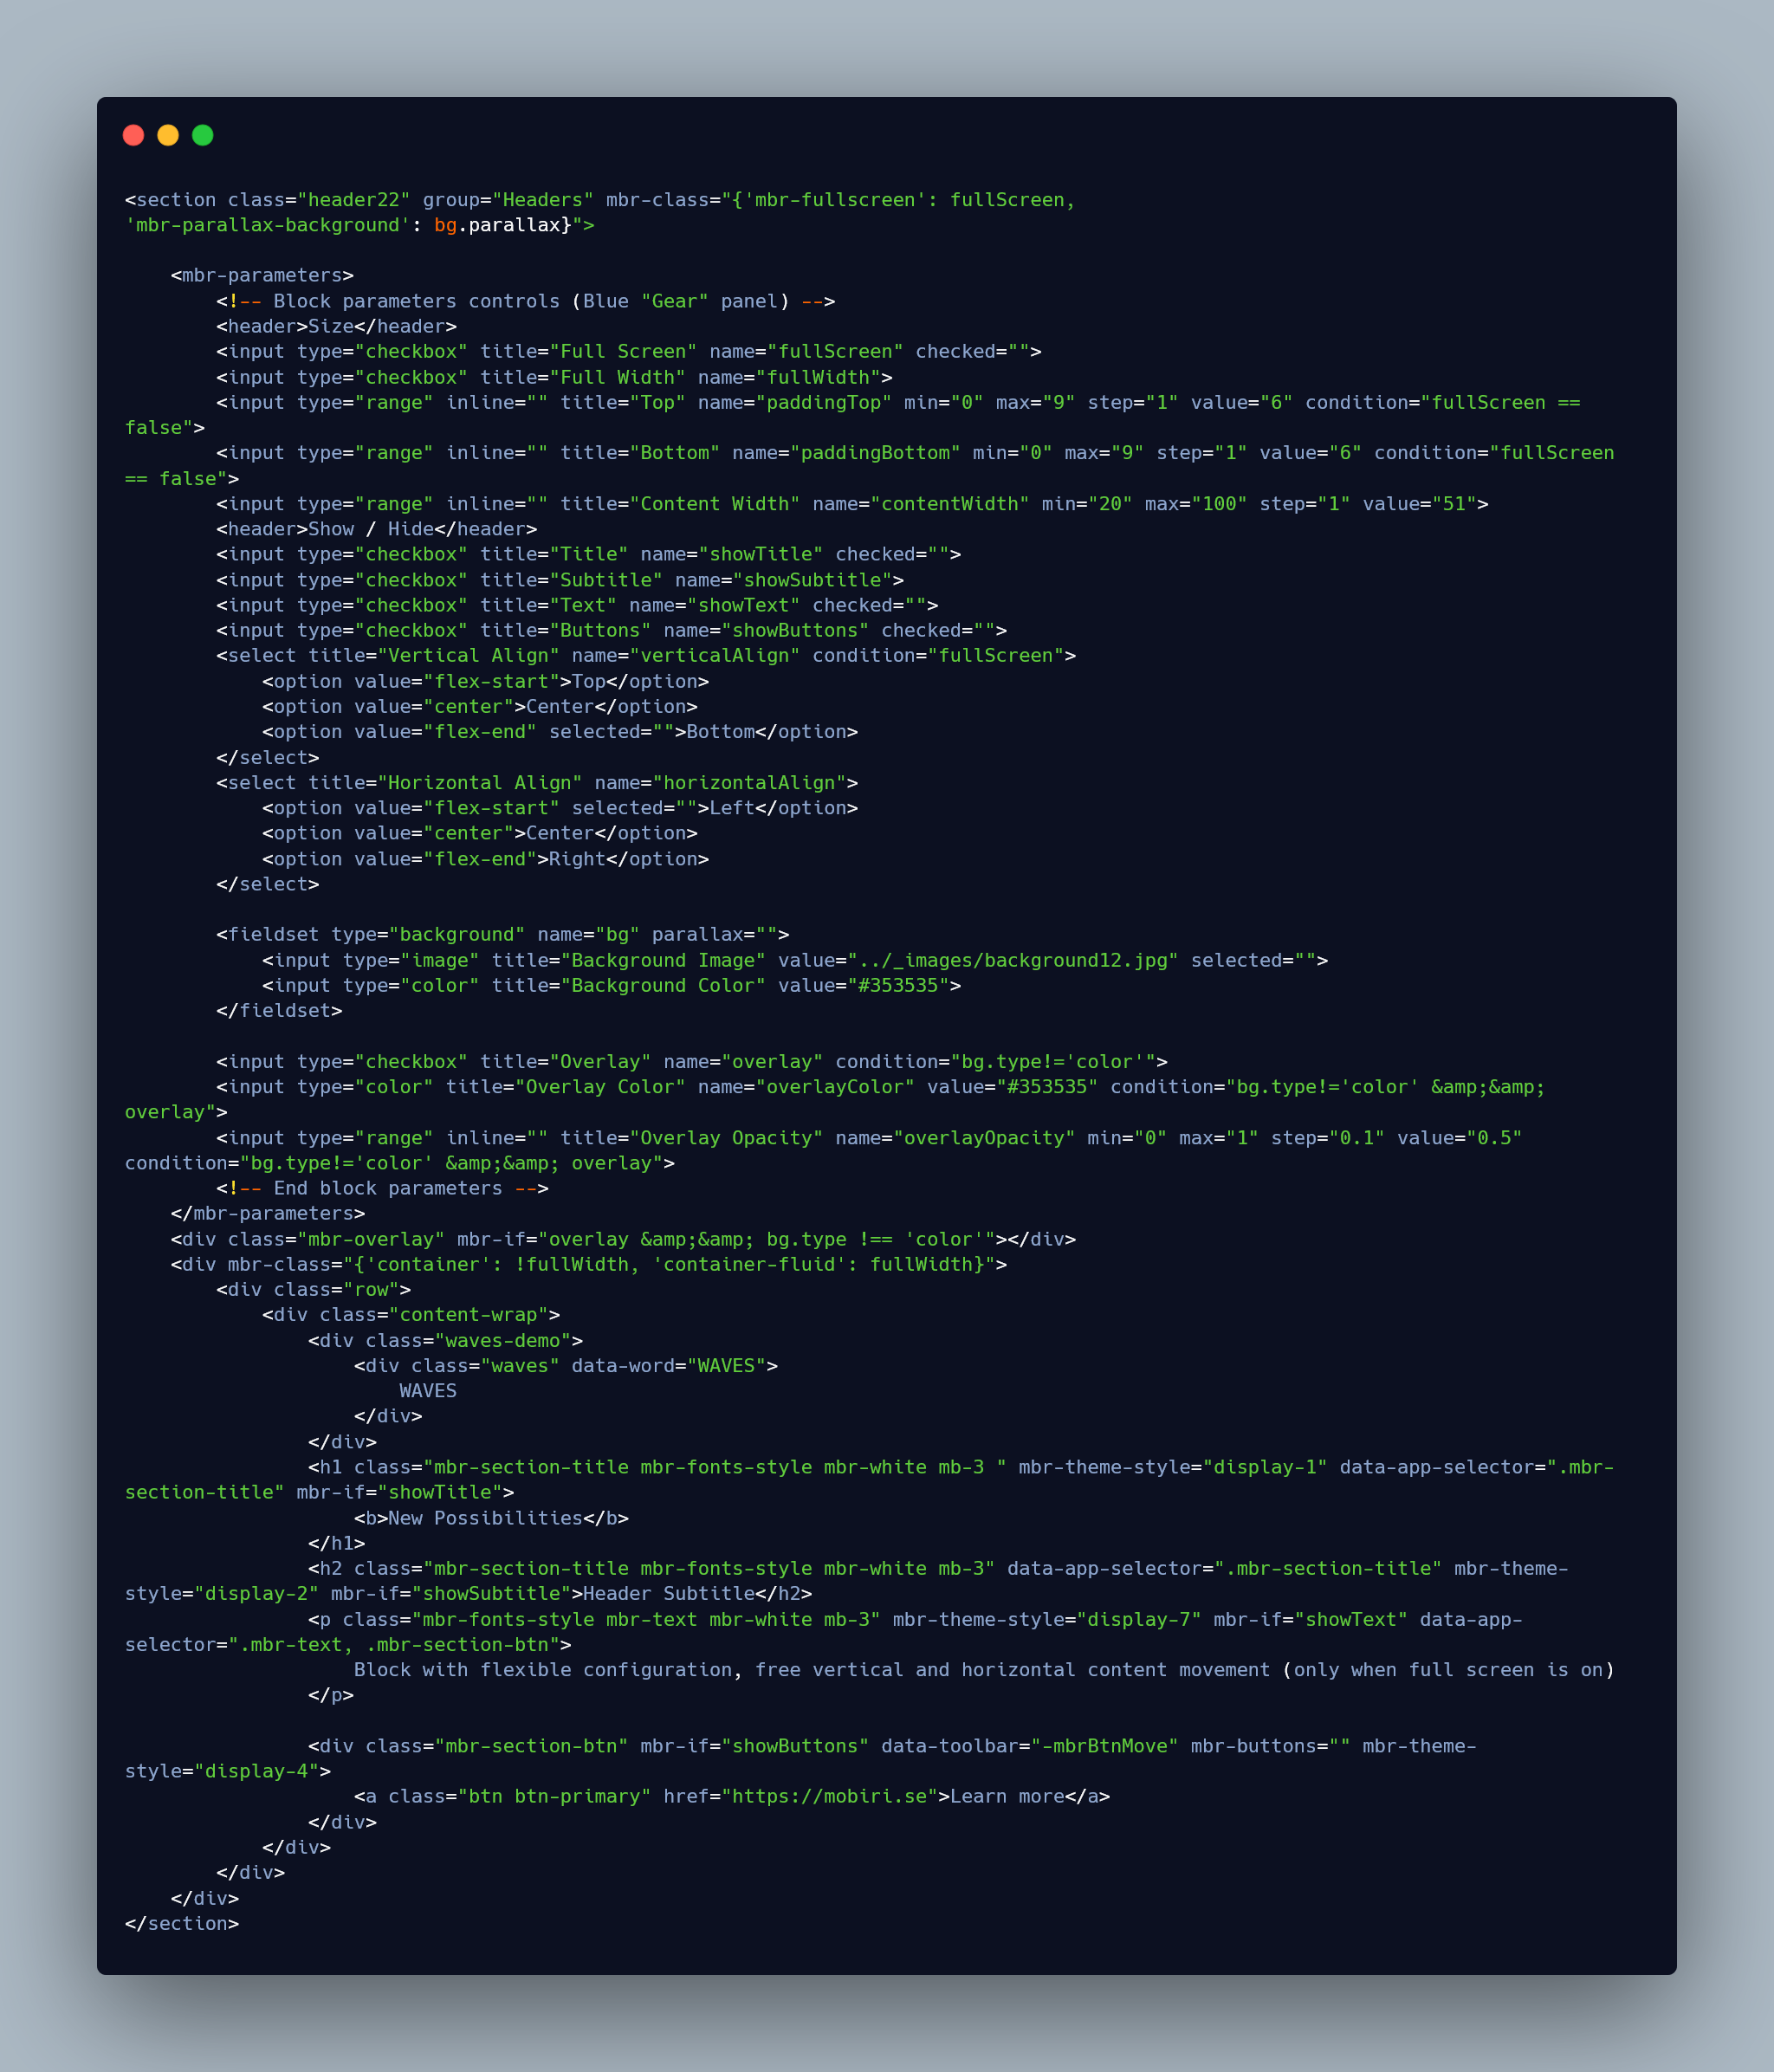 <section class="header22" group="Headers" mbr-class="{'mbr-fullscreen': fullScreen,
'mbr-parallax-background': bg.parallax}">

    <mbr-parameters>
        <!-- Block parameters controls (Blue "Gear" panel) -->
        <header>Size</header>
        <input type="checkbox" title="Full Screen" name="fullScreen" checked="">
        <input type="checkbox" title="Full Width" name="fullWidth">
        <input type="range" inline="" title="Top" name="paddingTop" min="0" max="9" step="1" value="6" condition="fullScreen ==
false">
        <input type="range" inline="" title="Bottom" name="paddingBottom" min="0" max="9" step="1" value="6" condition="fullScreen
== false">
        <input type="range" inline="" title="Content Width" name="contentWidth" min="20" max="100" step="1" value="51">
        <header>Show / Hide</header>
        <input type="checkbox" title="Title" name="showTitle" checked="">
        <input type="checkbox" title="Subtitle" name="showSubtitle">
        <input type="checkbox" title="Text" name="showText" checked="">
        <input type="checkbox" title="Buttons" name="showButtons" checked="">
        <select title="Vertical Align" name="verticalAlign" condition="fullScreen">
            <option value="flex-start">Top</option>
            <option value="center">Center</option>
            <option value="flex-end" selected="">Bottom</option>
        </select>
        <select title="Horizontal Align" name="horizontalAlign">
            <option value="flex-start" selected="">Left</option>
            <option value="center">Center</option>
            <option value="flex-end">Right</option>
        </select>

        <fieldset type="background" name="bg" parallax="">
            <input type="image" title="Background Image" value="../_images/background12.jpg" selected="">
            <input type="color" title="Background Color" value="#353535">
        </fieldset>

        <input type="checkbox" title="Overlay" name="overlay" condition="bg.type!='color'">
        <input type="color" title="Overlay Color" name="overlayColor" value="#353535" condition="bg.type!='color' &amp;&amp;
overlay">
        <input type="range" inline="" title="Overlay Opacity" name="overlayOpacity" min="0" max="1" step="0.1" value="0.5"
condition="bg.type!='color' &amp;&amp; overlay">
        <!-- End block parameters -->
    </mbr-parameters>
    <div class="mbr-overlay" mbr-if="overlay &amp;&amp; bg.type !== 'color'"></div>
    <div mbr-class="{'container': !fullWidth, 'container-fluid': fullWidth}">
        <div class="row">
            <div class="content-wrap">
                <div class="waves-demo">
                    <div class="waves" data-word="WAVES">
                        WAVES
                    </div>
                </div>
                <h1 class="mbr-section-title mbr-fonts-style mbr-white mb-3 " mbr-theme-style="display-1" data-app-selector=".mbr-
section-title" mbr-if="showTitle">
                    <b>New Possibilities</b>
                </h1>
                <h2 class="mbr-section-title mbr-fonts-style mbr-white mb-3" data-app-selector=".mbr-section-title" mbr-theme-
style="display-2" mbr-if="showSubtitle">Header Subtitle</h2>
                <p class="mbr-fonts-style mbr-text mbr-white mb-3" mbr-theme-style="display-7" mbr-if="showText" data-app-
selector=".mbr-text, .mbr-section-btn">
                    Block with flexible configuration, free vertical and horizontal content movement (only when full screen is on)
                </p>

                <div class="mbr-section-btn" mbr-if="showButtons" data-toolbar="-mbrBtnMove" mbr-buttons="" mbr-theme-
style="display-4">
                    <a class="btn btn-primary" href="https://mobiri.se">Learn more</a>
                </div>
            </div>
        </div>
    </div>
</section>